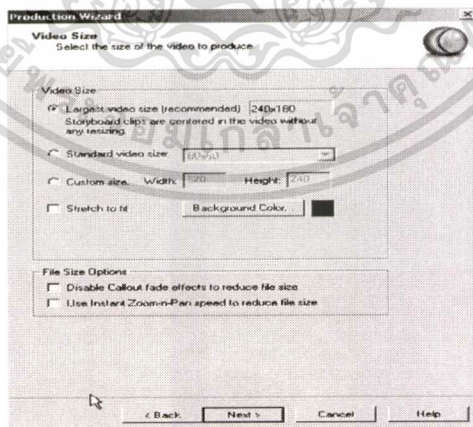 Production Wizard
Video Size
Select the size of the video to produce
Video Size
Largest video size (recommended) 240x180
Storyboard clips are centered in the video without
any resizing.
Standard video size:
Custom size. Width: 320 Height: 240
Stretch to fit Background Color...
File Size Options
Disable Callout fade effects to reduce file size
Use Instant Zoom-n-Pan speed to reduce file size
< Back Next > Cancel Help